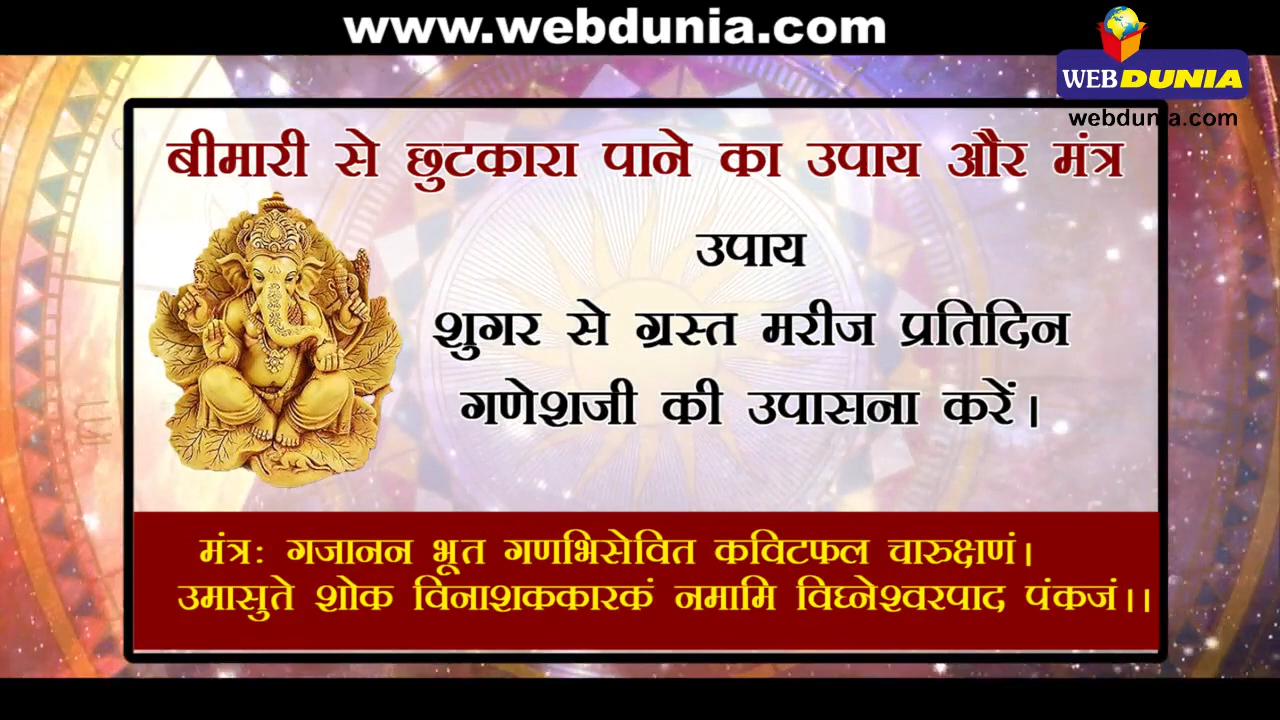 www.webdunia.com
WEBDUNIA
webdunia.com
बीमारी से छुटकारा पाने का उपाय और मंत्र
उपाय
शुगर से ग्रस्त मरीज प्रतिदिन
गणेशजी की उपासना करें।
मंत्रः गजानन भूत गणभिसेवित कविटफल चारुक्षणं।
उमासुते शोक विनाशककारकं नमामि विघ्नेश्वरपाद पंकजं।।